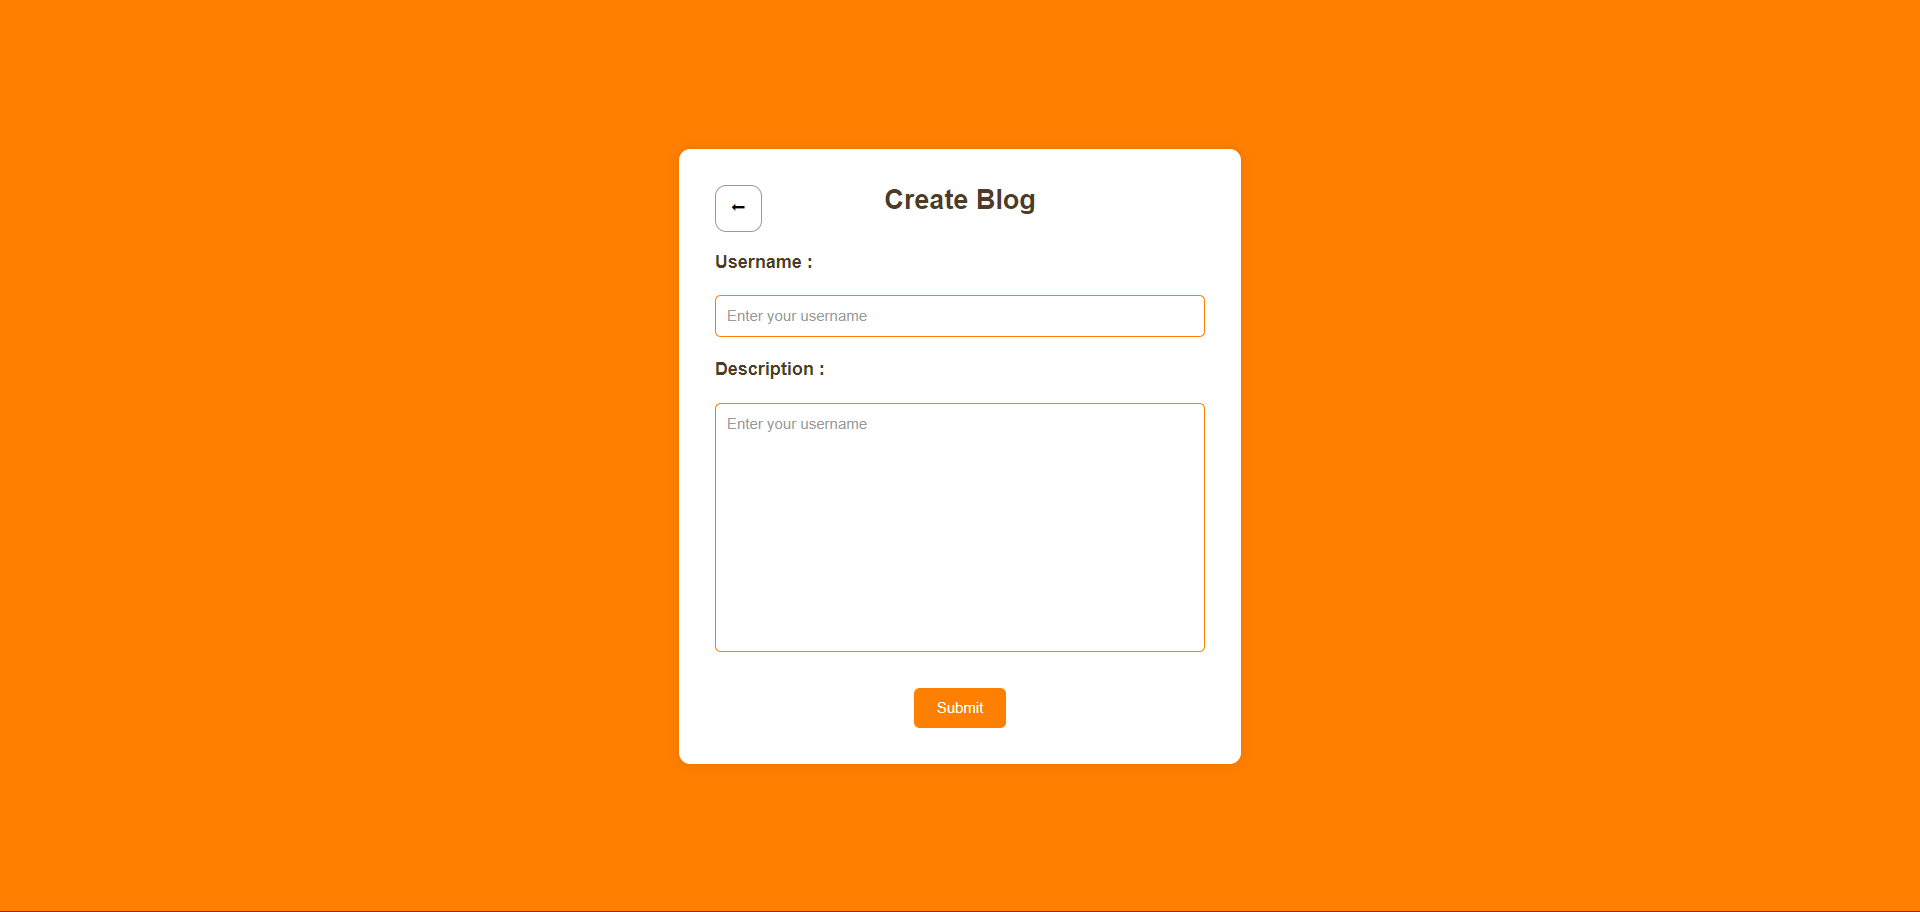 ←
Create Blog
Username :
Enter your username
Description :
Enter your username
Submit